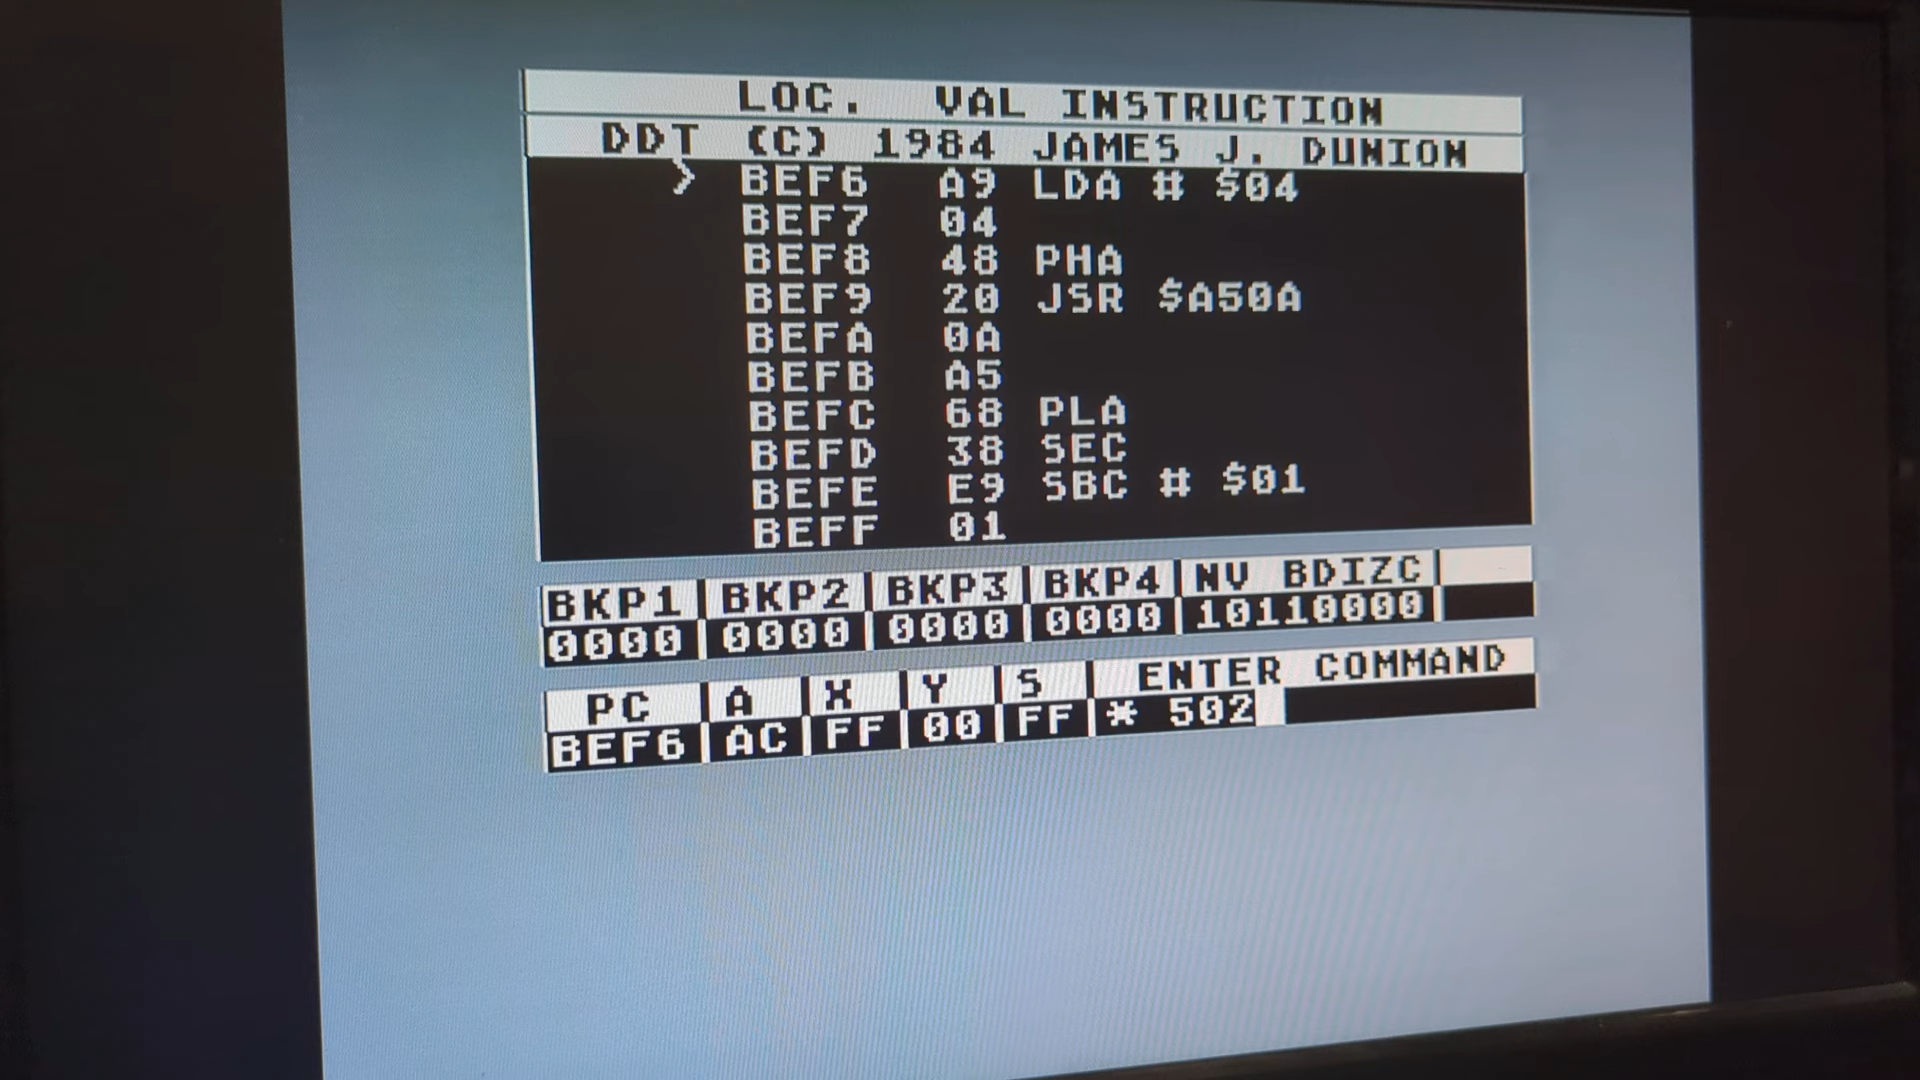 LOC. VAL INSTRUCTION
DDT (C) 1984 JAMES J. DUNION
> BEF6 A9 LDA # $04
BEF7 04
BEF8 48 PHA
BEF9 20 JSR $A50A
BEFA 0A
BEFB A5
BEFC 68 PLA
BEFD 38 SEC
BEFE E9 SBC # $01
BEFF 01
BKP1 BKP2 BKP3 BKP4 NV BDIZC
0000 0000 0000 0000 10110000
PC A X Y S ENTER COMMAND
BEF6 AC FF 00 FF * 502